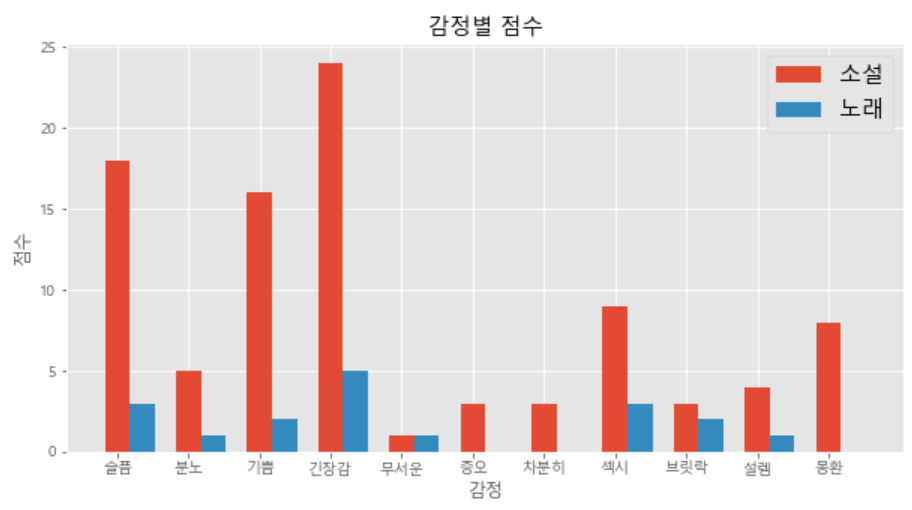 감정별 점수
소설
노래
25
20
15
10
5
0
점수
슬픔 분노 기쁨 긴장감 무서운 증오 차분히 섹시 브릿락 설렘 몽환
감정